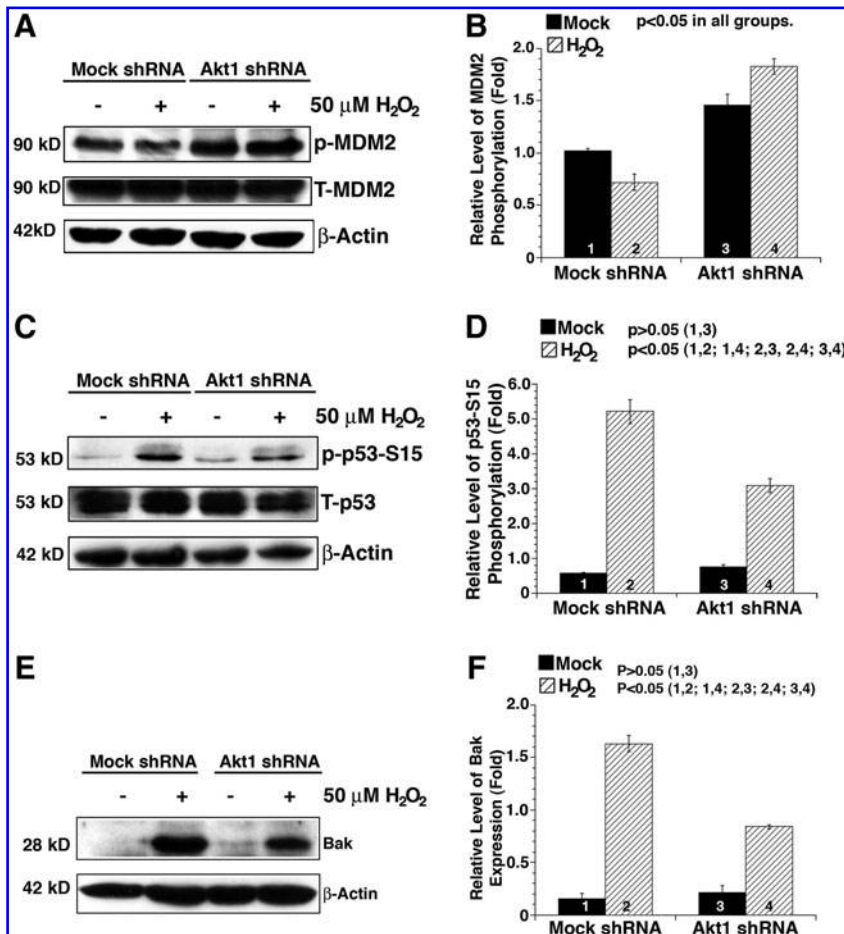 A
Mock shRNA Akt1 shRNA
- + - + 50 μM H₂O₂
90 kD p-MDM2
90 kD T-MDM2
42kD β-Actin
B
Mock p<0.05 in all groups.
H₂O₂
Relative Level of MDM2
Phosphorylation (Fold)
2.0
1.5
1.0
0.5
0
1 2 3 4
Mock shRNA Akt1 shRNA
C
Mock shRNA Akt1 shRNA
- + - + 50 μM H₂O₂
53 kD p-p53-S15
53 kD T-p53
42 kD β-Actin
D
Mock p>0.05 (1,3)
H₂O₂ p<0.05 (1,2; 1,4; 2,3, 2,4; 3,4)
Relative Level of p53-S15
Phosphorylation (Fold)
6.0
5.0
3.0
1.0
0
1 2 3 4
Mock shRNA Akt1 shRNA
E
Mock shRNA Akt1 shRNA
- + - + 50 μM H₂O₂
28 kD Bak
42 kD β-Actin
F
Mock P>0.05 (1,3)
H₂O₂ P<0.05 (1,2; 1,4; 2,3; 2,4; 3,4)
Relative Level of Bak
Expression (Fold)
2.0
1.5
1.0
0.5
0
1 2 3 4
Mock shRNA Akt1 shRNA